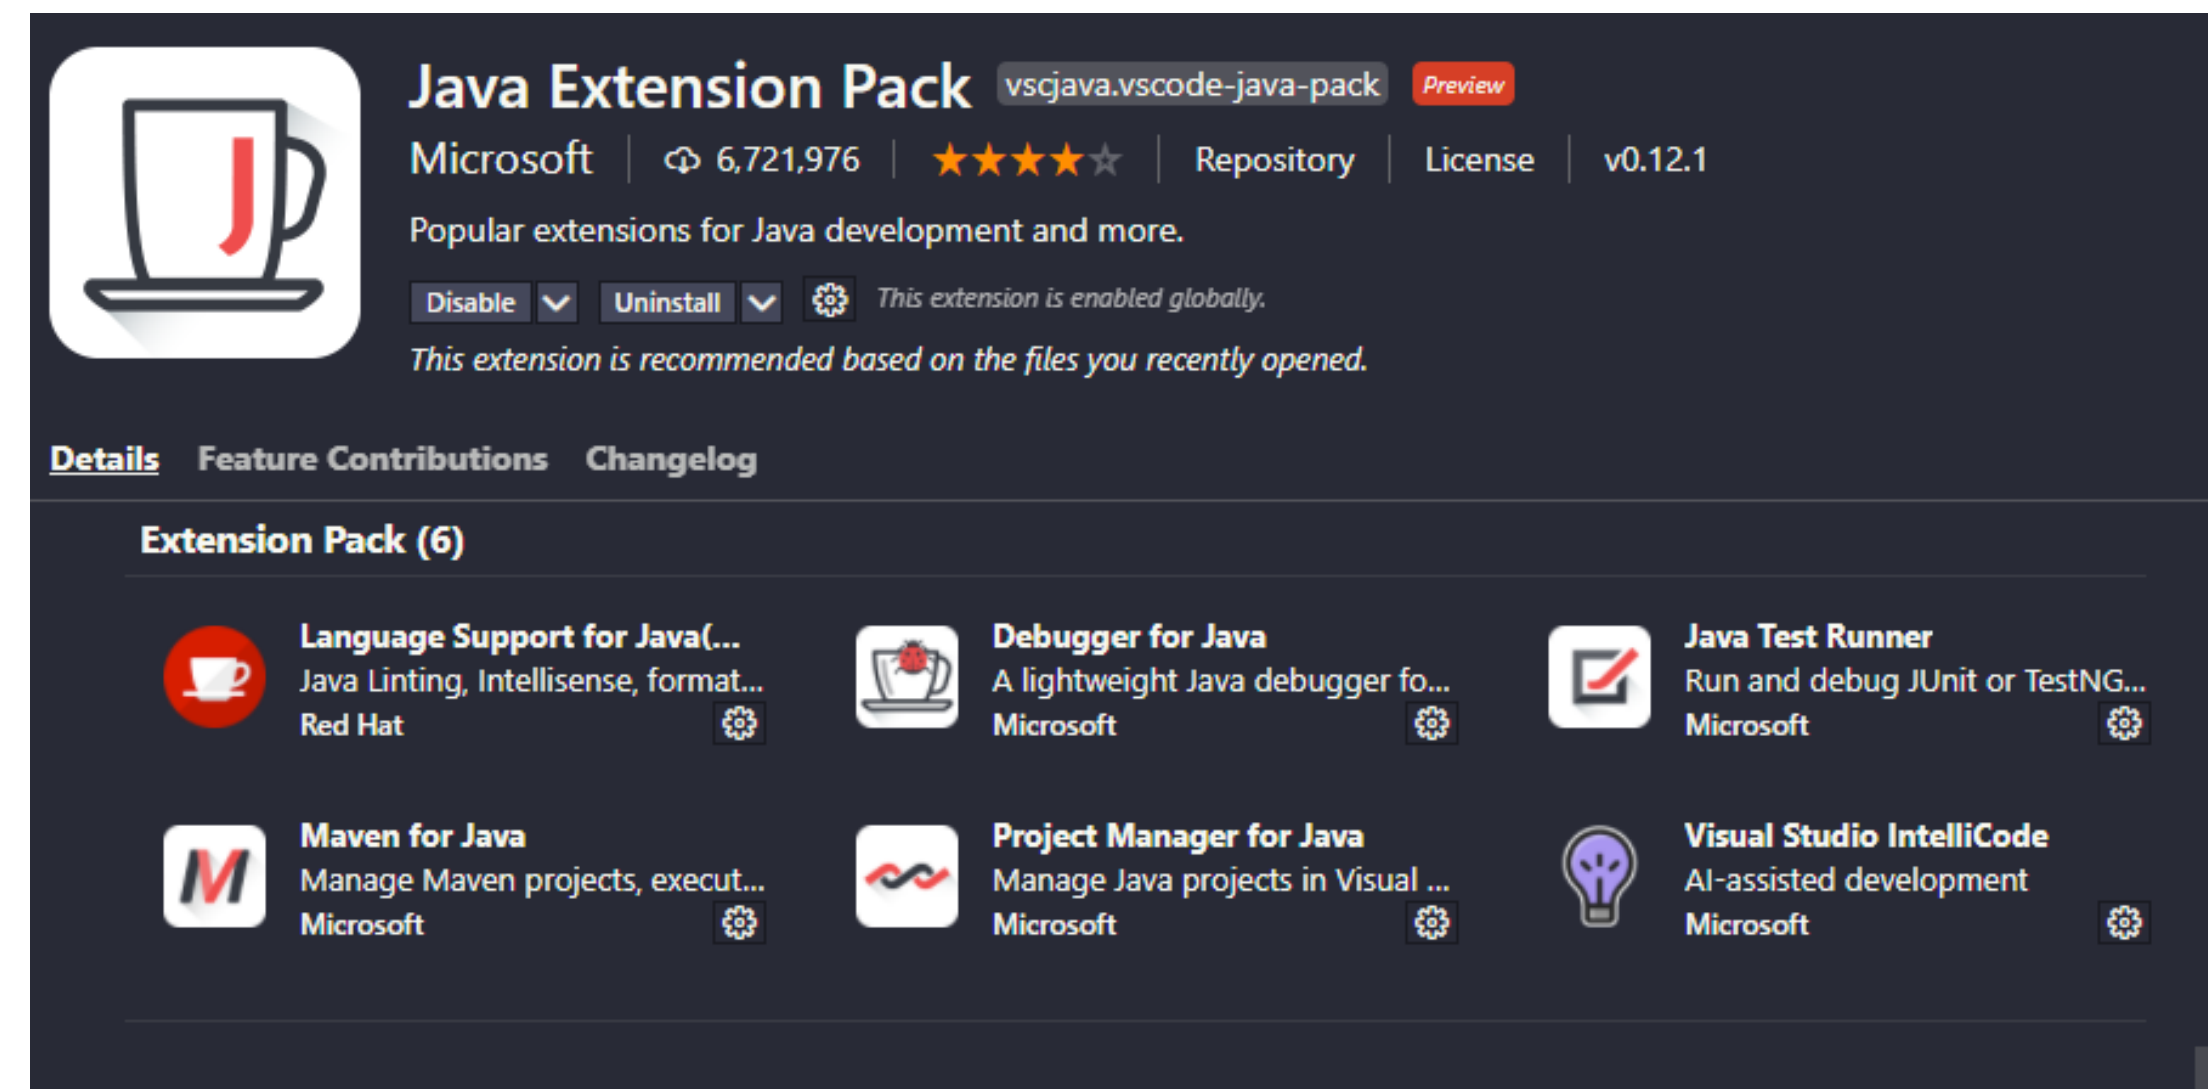 Java Extension Pack vscjava.vscode-java-pack Preview
Microsoft 6,721,976 Repository License v0.12.1
Popular extensions for Java development and more.
Disable Uninstall This extension is enabled globally.
This extension is recommended based on the files you recently opened.
Details Feature Contributions Changelog
Extension Pack (6)
Language Support for Java(...
Java Linting, Intellisense, format...
Red Hat
Debugger for Java
A lightweight Java debugger fo...
Microsoft
Java Test Runner
Run and debug JUnit or TestNG...
Microsoft
Maven for Java
Manage Maven projects, execut...
Microsoft
Project Manager for Java
Manage Java projects in Visual ...
Microsoft
Visual Studio IntelliCode
AI-assisted development
Microsoft